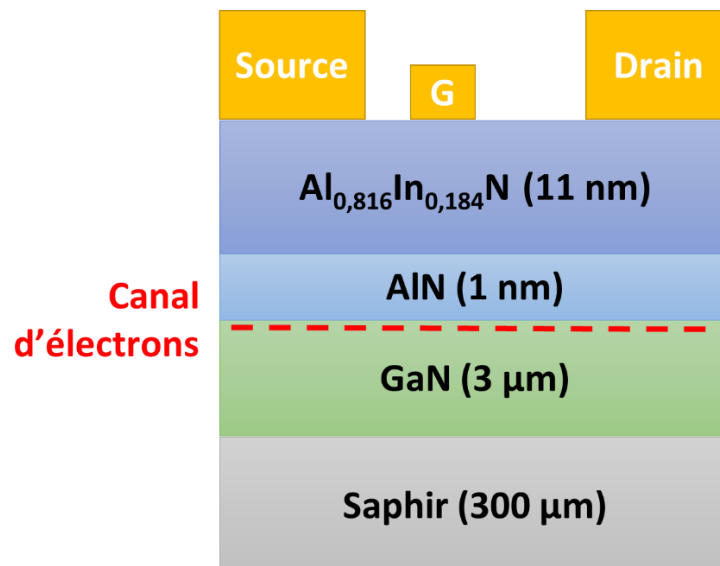 Source
G
Drain
Al₀,₈₁₆In₀,₁₈₄N (11 nm)
AlN (1 nm)
Canal
d’électrons
GaN (3 µm)
Saphir (300 µm)